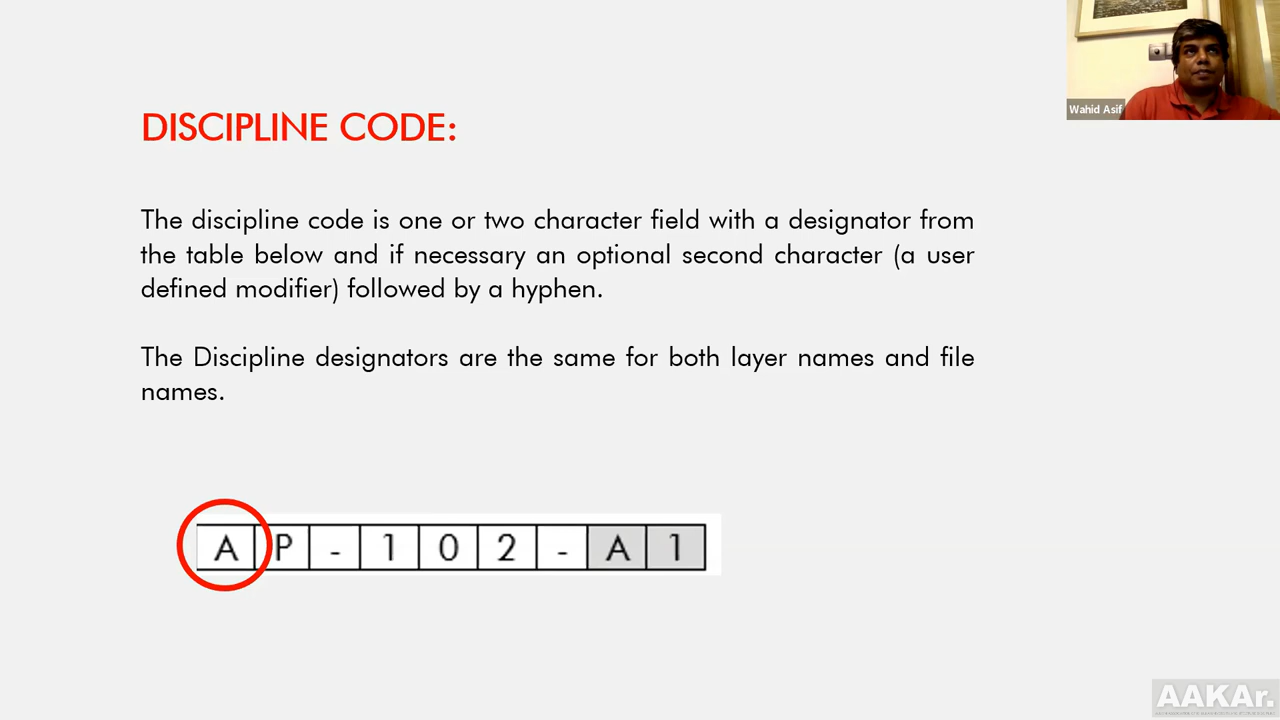 Wahid Asif
DISCIPLINE CODE:
The discipline code is one or two character field with a designator from
the table below and if necessary an optional second character (a user
defined modifier) followed by a hyphen.
The Discipline designators are the same for both layer names and file
names.
A P - 1 0 2 - A 1
AAKAr.